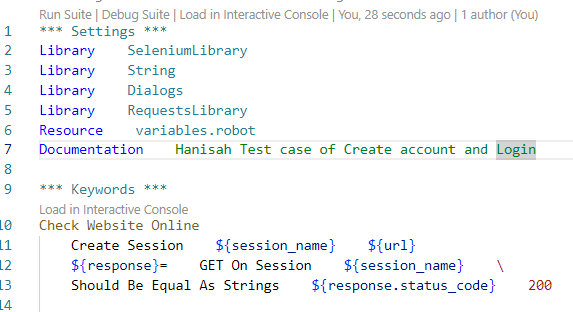 Run Suite | Debug Suite | Load in Interactive Console | You, 28 seconds ago | 1 author (You)
1 *** Settings ***
2 Library    SeleniumLibrary
3 Library    String
4 Library    Dialogs
5 Library    RequestsLibrary
6 Resource    variables.robot
7 Documentation    Hanisah Test case of Create account and Login
8
9 *** Keywords ***
Load in Interactive Console
10 Check Website Online
11     Create Session    ${session_name}    ${url}
12     ${response}=    GET On Session    ${session_name}    \
13     Should Be Equal As Strings    ${response.status_code}    200
14